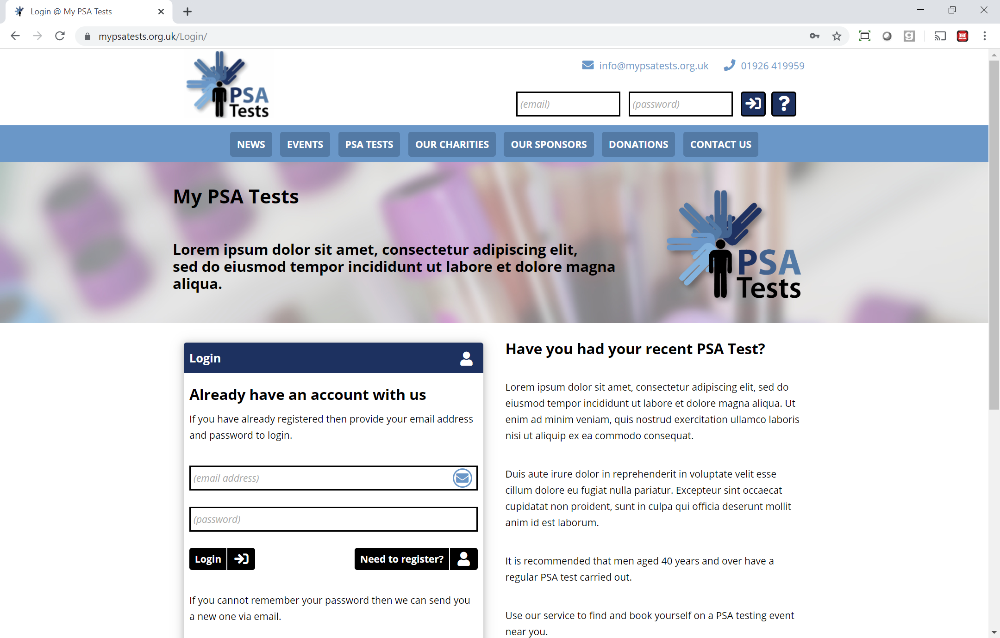 Login @ My PSA Tests
mypsatests.org.uk/Login/
PSA
Tests
info@mypsatests.org.uk 01926 419959
(email) (password) ?
NEWS EVENTS PSA TESTS OUR CHARITIES OUR SPONSORS DONATIONS CONTACT US
My PSA Tests
Lorem ipsum dolor sit amet, consectetur adipiscing elit,
sed do eiusmod tempor incididunt ut labore et dolore magna
aliqua.
PSA
Tests
Login
Already have an account with us
If you have already registered then provide your email address
and password to login.
(email address)
(password)
Login Need to register?
If you cannot remember your password then we can send you
a new one via email.
Have you had your recent PSA Test?
Lorem ipsum dolor sit amet, consectetur adipiscing elit, sed do
eiusmod tempor incididunt ut labore et dolore magna aliqua. Ut
enim ad minim veniam, quis nostrud exercitation ullamco laboris
nisi ut aliquip ex ea commodo consequat.
Duis aute irure dolor in reprehenderit in voluptate velit esse
cillum dolore eu fugiat nulla pariatur. Excepteur sint occaecat
cupidatat non proident, sunt in culpa qui officia deserunt mollit
anim id est laborum.
It is recommended that men aged 40 years and over have a
regular PSA test carried out.
Use our service to find and book yourself on a PSA testing event
near you.